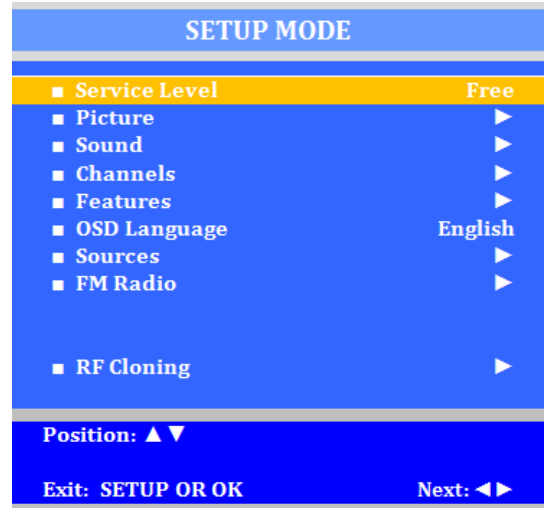 SETUP MODE
■ Service Level Free
■ Picture ▶
■ Sound ▶
■ Channels ▶
■ Features ▶
■ OSD Language English
■ Sources ▶
■ FM Radio ▶
■ RF Cloning ▶
Position: ▲▼
Exit: SETUP OR OK Next: ◀▶